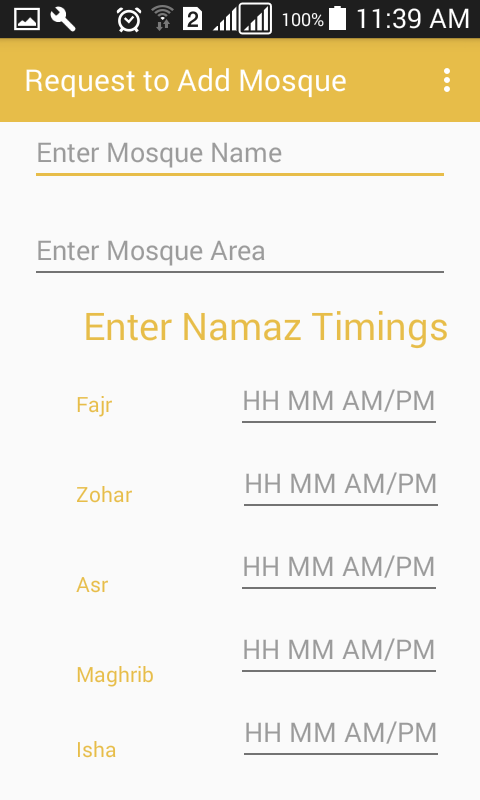 2 100% 11:39 AM
Request to Add Mosque
Enter Mosque Name
Enter Mosque Area
Enter Namaz Timings
Fajr HH MM AM/PM
Zohar HH MM AM/PM
Asr HH MM AM/PM
Maghrib HH MM AM/PM
Isha HH MM AM/PM